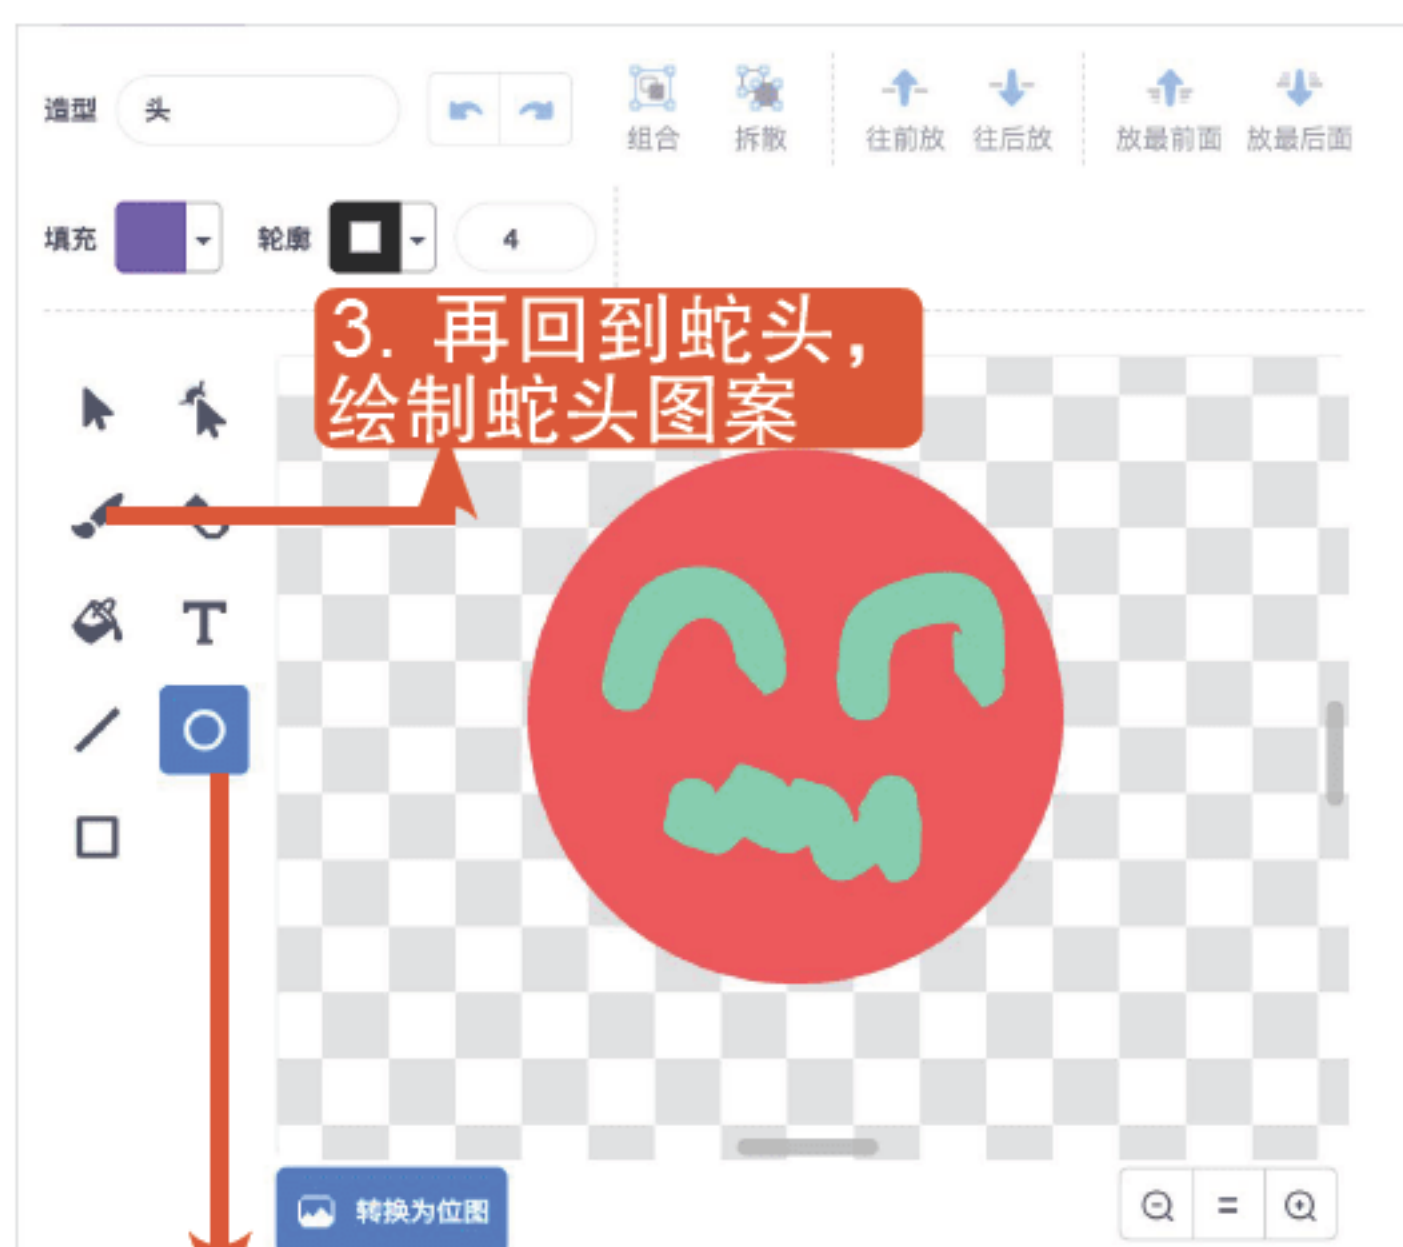 造型 头
组合 拆散 往前放 往后放 放最前面 放最后面
填充 轮廓 4
3. 再回到蛇头，
绘制蛇头图案
T
转换为位图